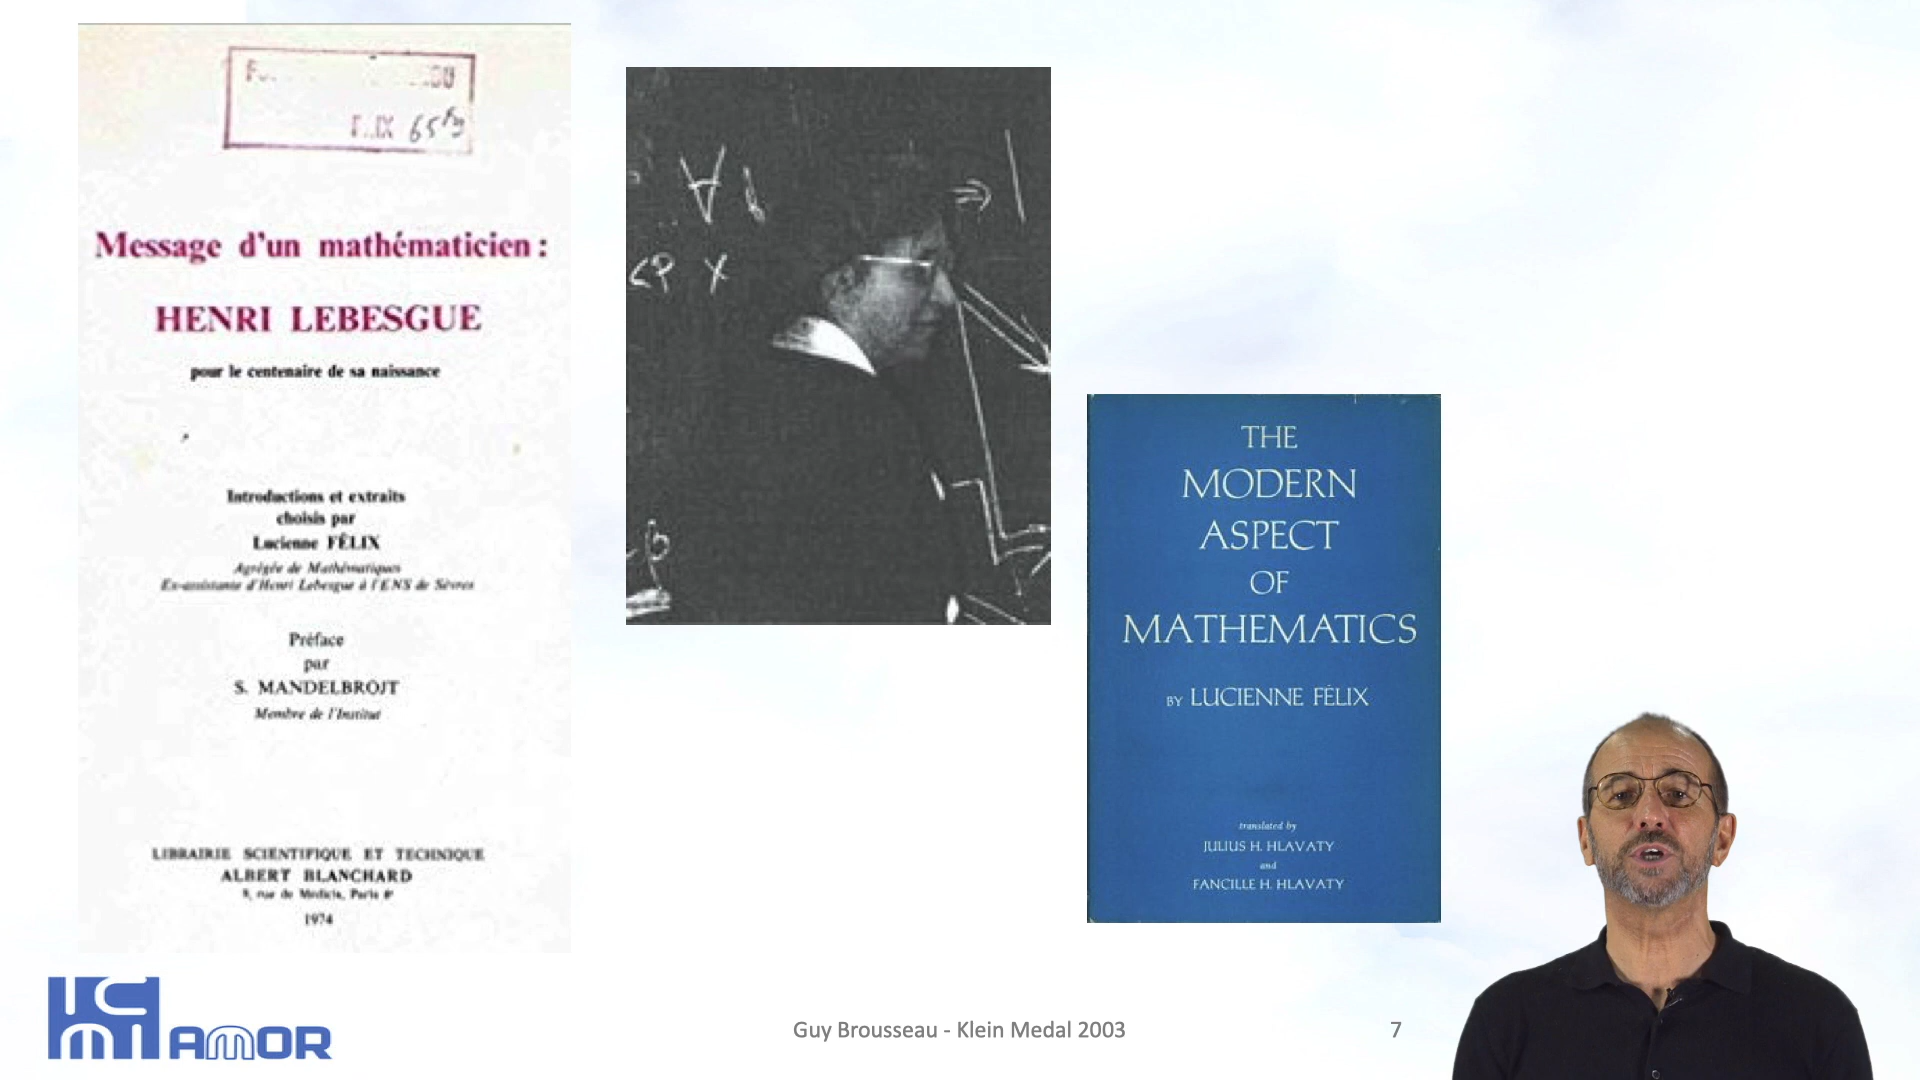 65
Message d'un mathématicien :
HENRI LEBESGUE
pour le centenaire de sa naissance
Introductions et extraits
choisis par
Lucienne FÉLIX
Agrégée de Mathématiques
Ex-assistante d'Henri Lebesgue à l'ENS de Sèvres
Préface
par
S. MANDELBROJT
Membre de l'Institut
LIBRAIRIE SCIENTIFIQUE ET TECHNIQUE
ALBERT BLANCHARD
9, rue de Médicis, Paris 6e
1974
∀
⇒
X
THE
MODERN
ASPECT
OF
MATHEMATICS
BY LUCIENNE FÉLIX
translated by
JULIUS H. HLAVATY
and
FANCILLE H. HLAVATY
ICMI AMOR
Guy Brousseau - Klein Medal 2003
7